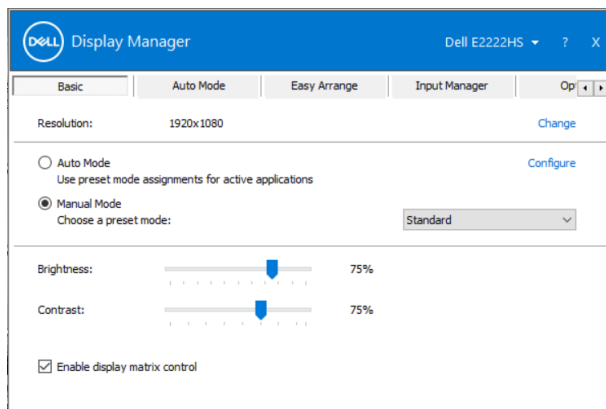 DELL Display Manager Dell E2222HS ? X
Basic Auto Mode Easy Arrange Input Manager Op
Resolution: 1920x1080 Change
Auto Mode Configure
Use preset mode assignments for active applications
Manual Mode
Choose a preset mode: Standard
Brightness: 75%
Contrast: 75%
Enable display matrix control